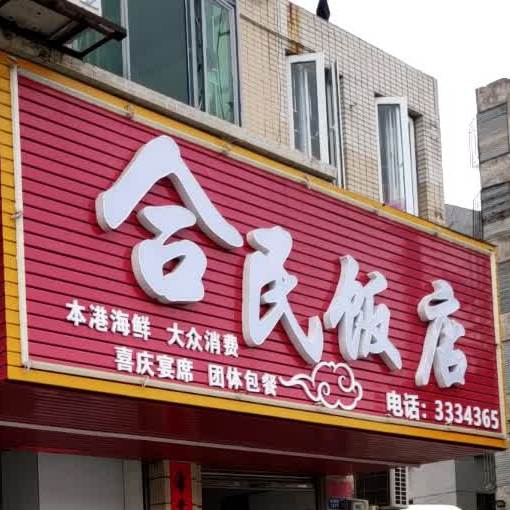 合民饭店
本港海鲜 大众消费
喜庆宴席 团体包餐
电话：3334365